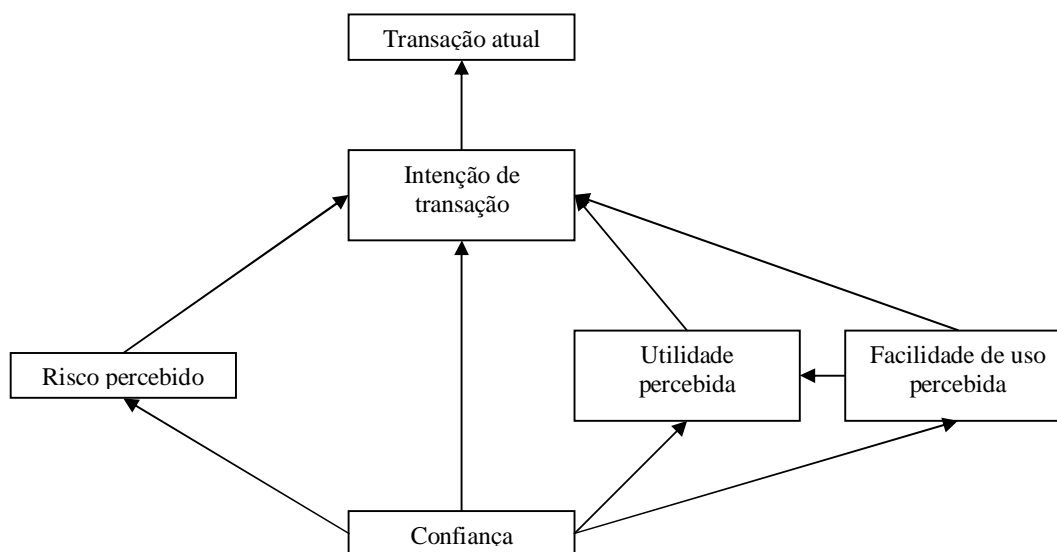 Transação atual
Intenção de
transação
Risco percebido
Utilidade
percebida
Facilidade de uso
percebida
Confiança